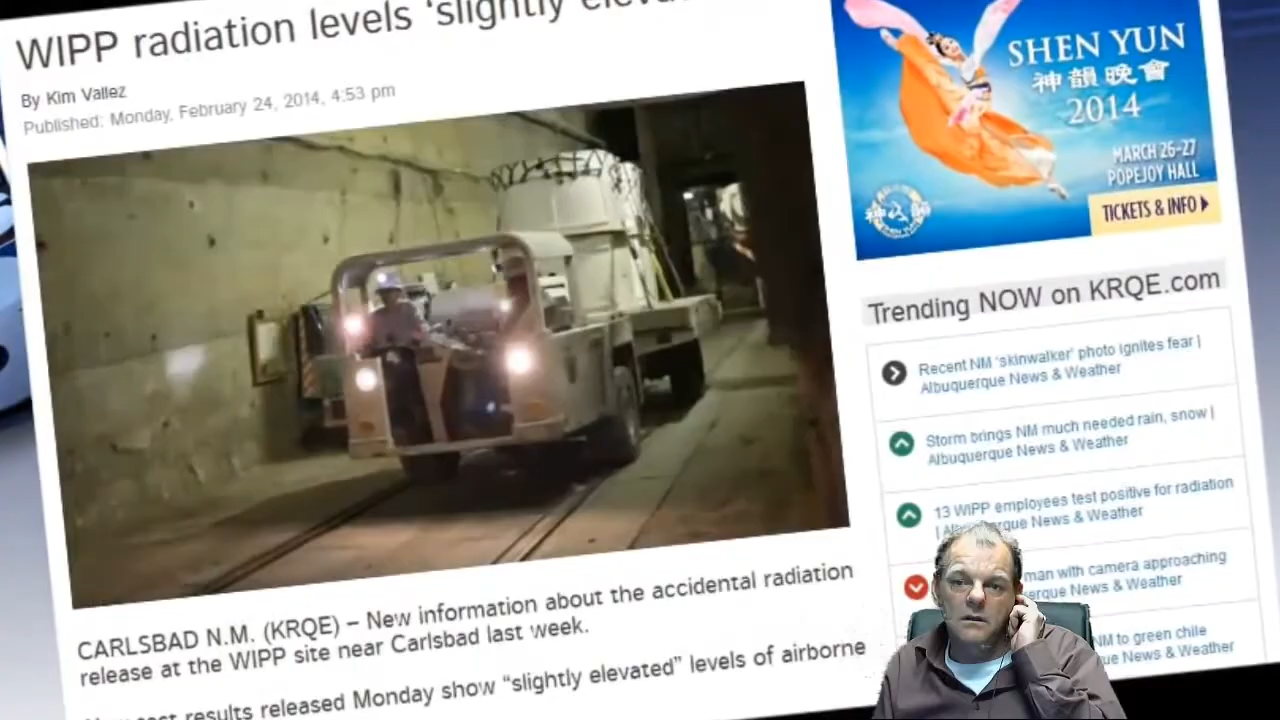 WIPP radiation levels 'slightly
By Kim Vallez
Published: Monday, February 24, 2014, 4:53 pm
CARLSBAD N.M. (KRQE) – New information about the accidental radiation
release at the WIPP site near Carlsbad last week.
results released Monday show "slightly elevated" levels of airborne
SHEN YUN
神韻晚會
2014
MARCH 26-27
POPEJOY HALL
TICKETS & INFO
SHEN YUN
Trending NOW on KRQE.com
Recent NM 'skinwalker' photo ignites fear |
Albuquerque News & Weather
Storm brings NM much needed rain, snow |
Albuquerque News & Weather
13 WIPP employees test positive for radiation
| Albuquerque News & Weather
man with camera approaching
News & Weather
NM to green chile
News & Weather